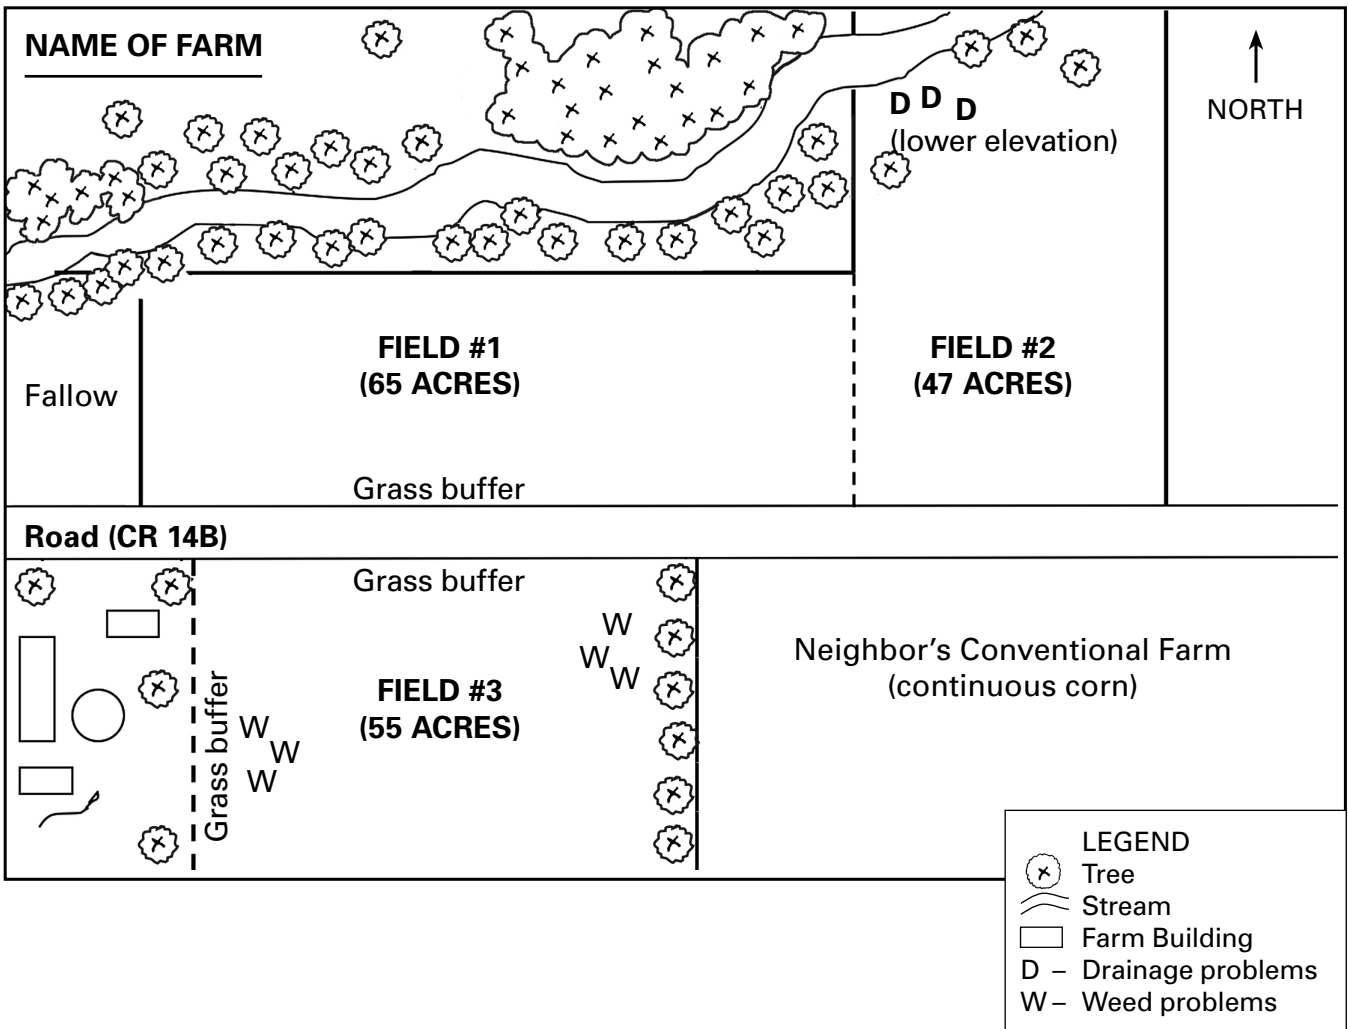 NAME OF FARM
NORTH
D D D
(lower elevation)
FIELD #1
(65 ACRES)
FIELD #2
(47 ACRES)
Fallow
Grass buffer
Road (CR 14B)
Grass buffer
W
W
W
Neighbor's Conventional Farm
(continuous corn)
FIELD #3
(55 ACRES)
Grass buffer
W
W
W
LEGEND
Tree
Stream
Farm Building
D – Drainage problems
W – Weed problems